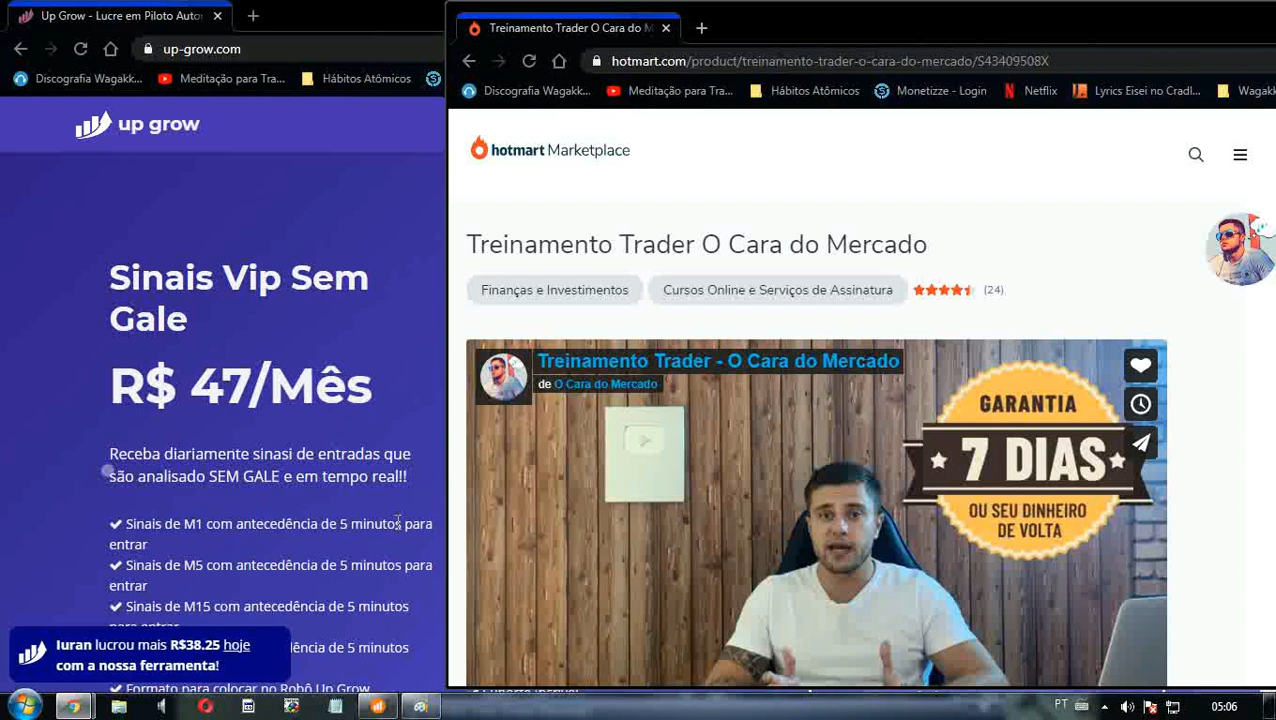 Up Grow - Lucre em Piloto Autor
up-grow.com
Discografia Wagakk...
Meditação para Tra...
Hábitos Atômicos
up grow
Sinais Vip Sem
Gale
R$ 47/Mês
Receba diariamente sinasi de entradas que
são analisado SEM GALE e em tempo real!!
Sinais de M1 com antecedência de 5 minutos para
entrar
Sinais de M5 com antecedência de 5 minutos para
entrar
Sinais de M15 com antecedência de 5 minutos
para entrar
dência de 5 minutos
Formato para colocar no Robô Up Grow
Iuran lucrou mais R$38.25 hoje
com a nossa ferramenta!
Treinamento Trader O Cara do M
hotmart.com/product/treinamento-trader-o-cara-do-mercado/S43409508X
Discografia Wagakk...
Meditação para Tra...
Hábitos Atômicos
Monetizze - Login
Netflix
Lyrics Eisei no Cradl...
Wagakk
hotmart Marketplace
Treinamento Trader O Cara do Mercado
Finanças e Investimentos
Cursos Online e Serviços de Assinatura
(24)
Treinamento Trader - O Cara do Mercado
de O Cara do Mercado
GARANTIA
7 DIAS
OU SEU DINHEIRO
DE VOLTA
PT
05:06